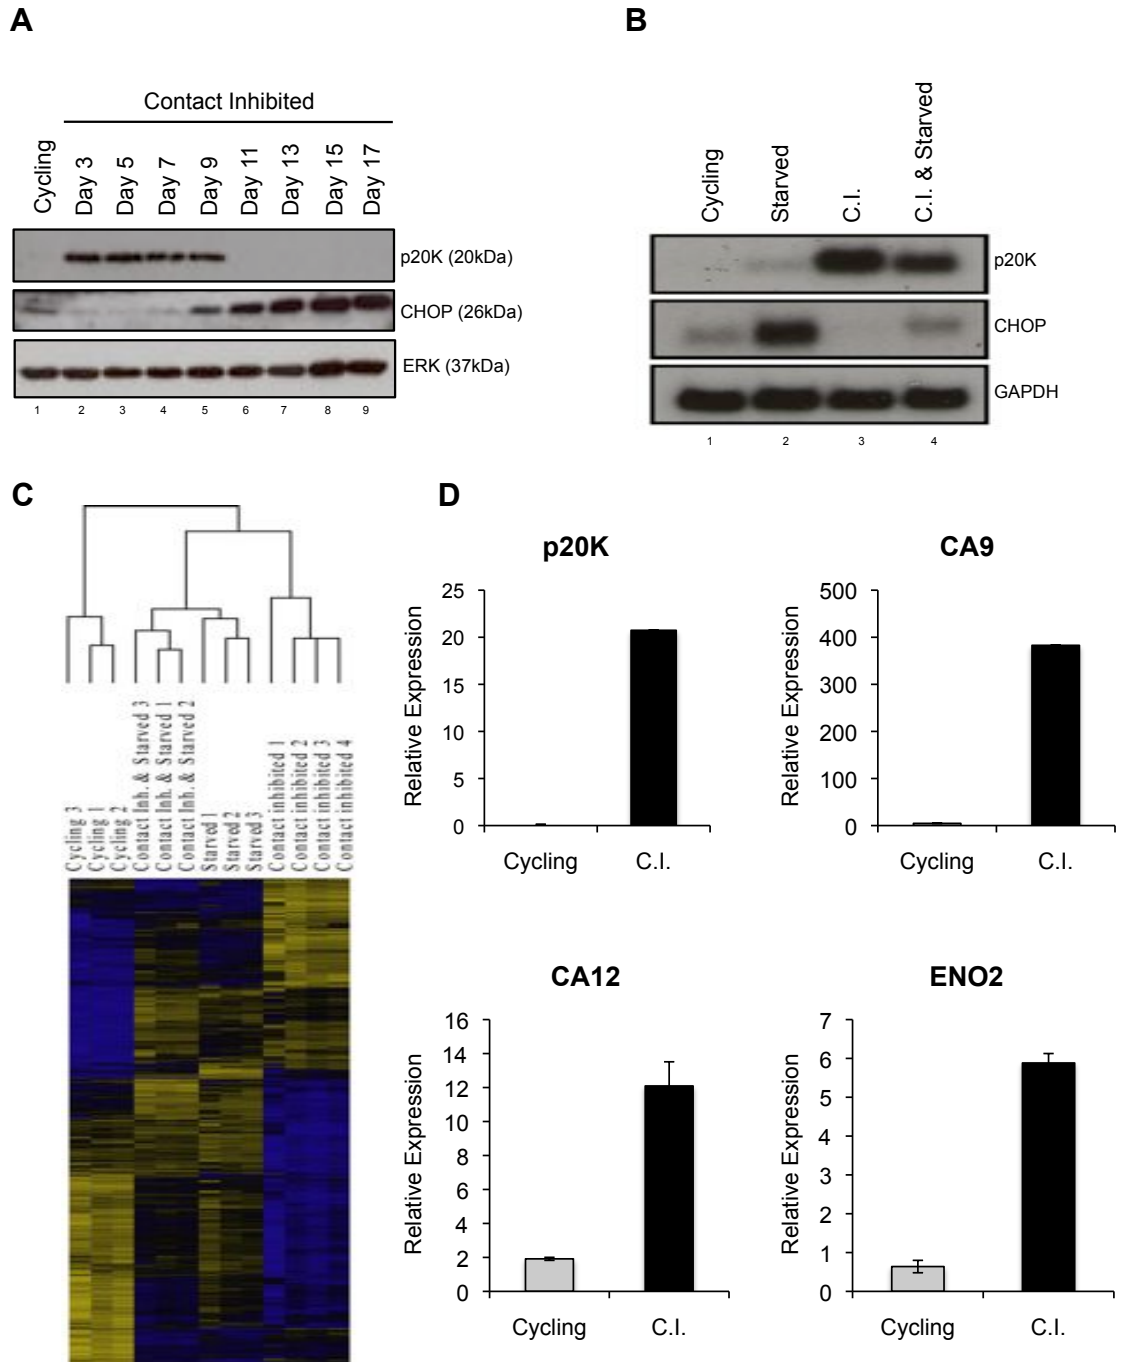 A
Contact Inhibited
Cycling
Day 3
Day 5
Day 7
Day 9
Day 11
Day 13
Day 15
Day 17
p20K (20kDa)
CHOP (26kDa)
ERK (37kDa)
1 2 3 4 5 6 7 8 9
B
Cycling
Starved
C.I.
C.I. & Starved
p20K
CHOP
GAPDH
1 2 3 4
C
Cycling 3
Cycling 1
Cycling 2
Contact Inh. & Starved 3
Contact Inh. & Starved 1
Contact Inh. & Starved 2
Starved 1
Starved 2
Starved 3
Contact inhibited 1
Contact inhibited 2
Contact inhibited 3
Contact inhibited 4
D
p20K
Relative Expression
25
20
15
10
5
0
Cycling C.I.
CA9
Relative Expression
500
400
300
200
100
0
Cycling C.I.
CA12
Relative Expression
16
14
12
10
8
6
4
2
0
Cycling C.I.
ENO2
Relative Expression
7
6
5
4
3
2
1
0
Cycling C.I.